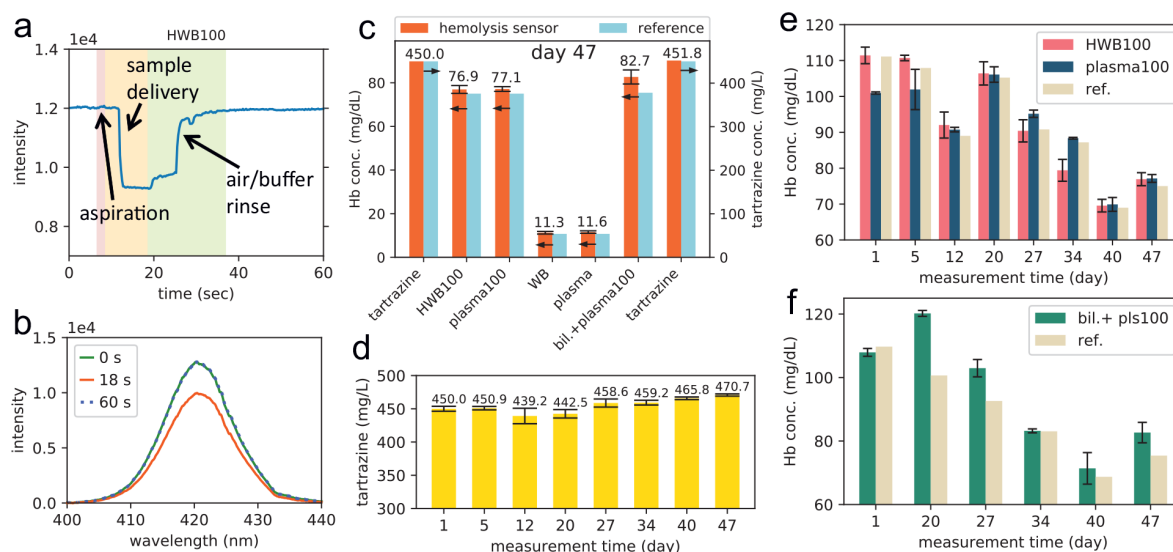 a
1e4
HWB100
1.4
1.2
1.0
0.8
intensity
sample
delivery
aspiration
air/buffer
rinse
0
20
40
60
time (sec)
b
1e4
1.5
1.0
0.5
0.0
intensity
0 s
18 s
60 s
400
410
420
430
440
wavelength (nm)
c
hemolysis sensor
reference
day 47
80
60
40
20
0
Hb conc. (mg/dL)
400
300
200
100
0
tartrazine conc. (mg/L)
450.0
76.9
77.1
11.3
11.6
82.7
451.8
tartrazine
HWB100
plasma100
WB
plasma
bil.+plasma100
tartrazine
d
500
450
400
350
300
tartrazine (mg/L)
450.0
450.9
439.2
442.5
458.6
459.2
465.8
470.7
1
5
12
20
27
34
40
47
measurement time (day)
e
120
110
100
90
80
70
60
Hb conc. (mg/dL)
HWB100
plasma100
ref.
1
5
12
20
27
34
40
47
measurement time (day)
f
120
100
80
60
Hb conc. (mg/dL)
bil.+ pls100
ref.
1
20
27
34
40
47
measurement time (day)